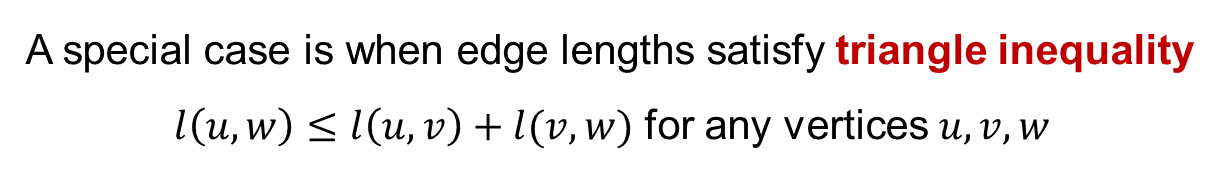 A special case is when edge lengths satisfy triangle inequality
𝑙(𝑢, 𝑤) ≤ 𝑙(𝑢, 𝑣) + 𝑙(𝑣, 𝑤) for any vertices 𝑢, 𝑣, 𝑤